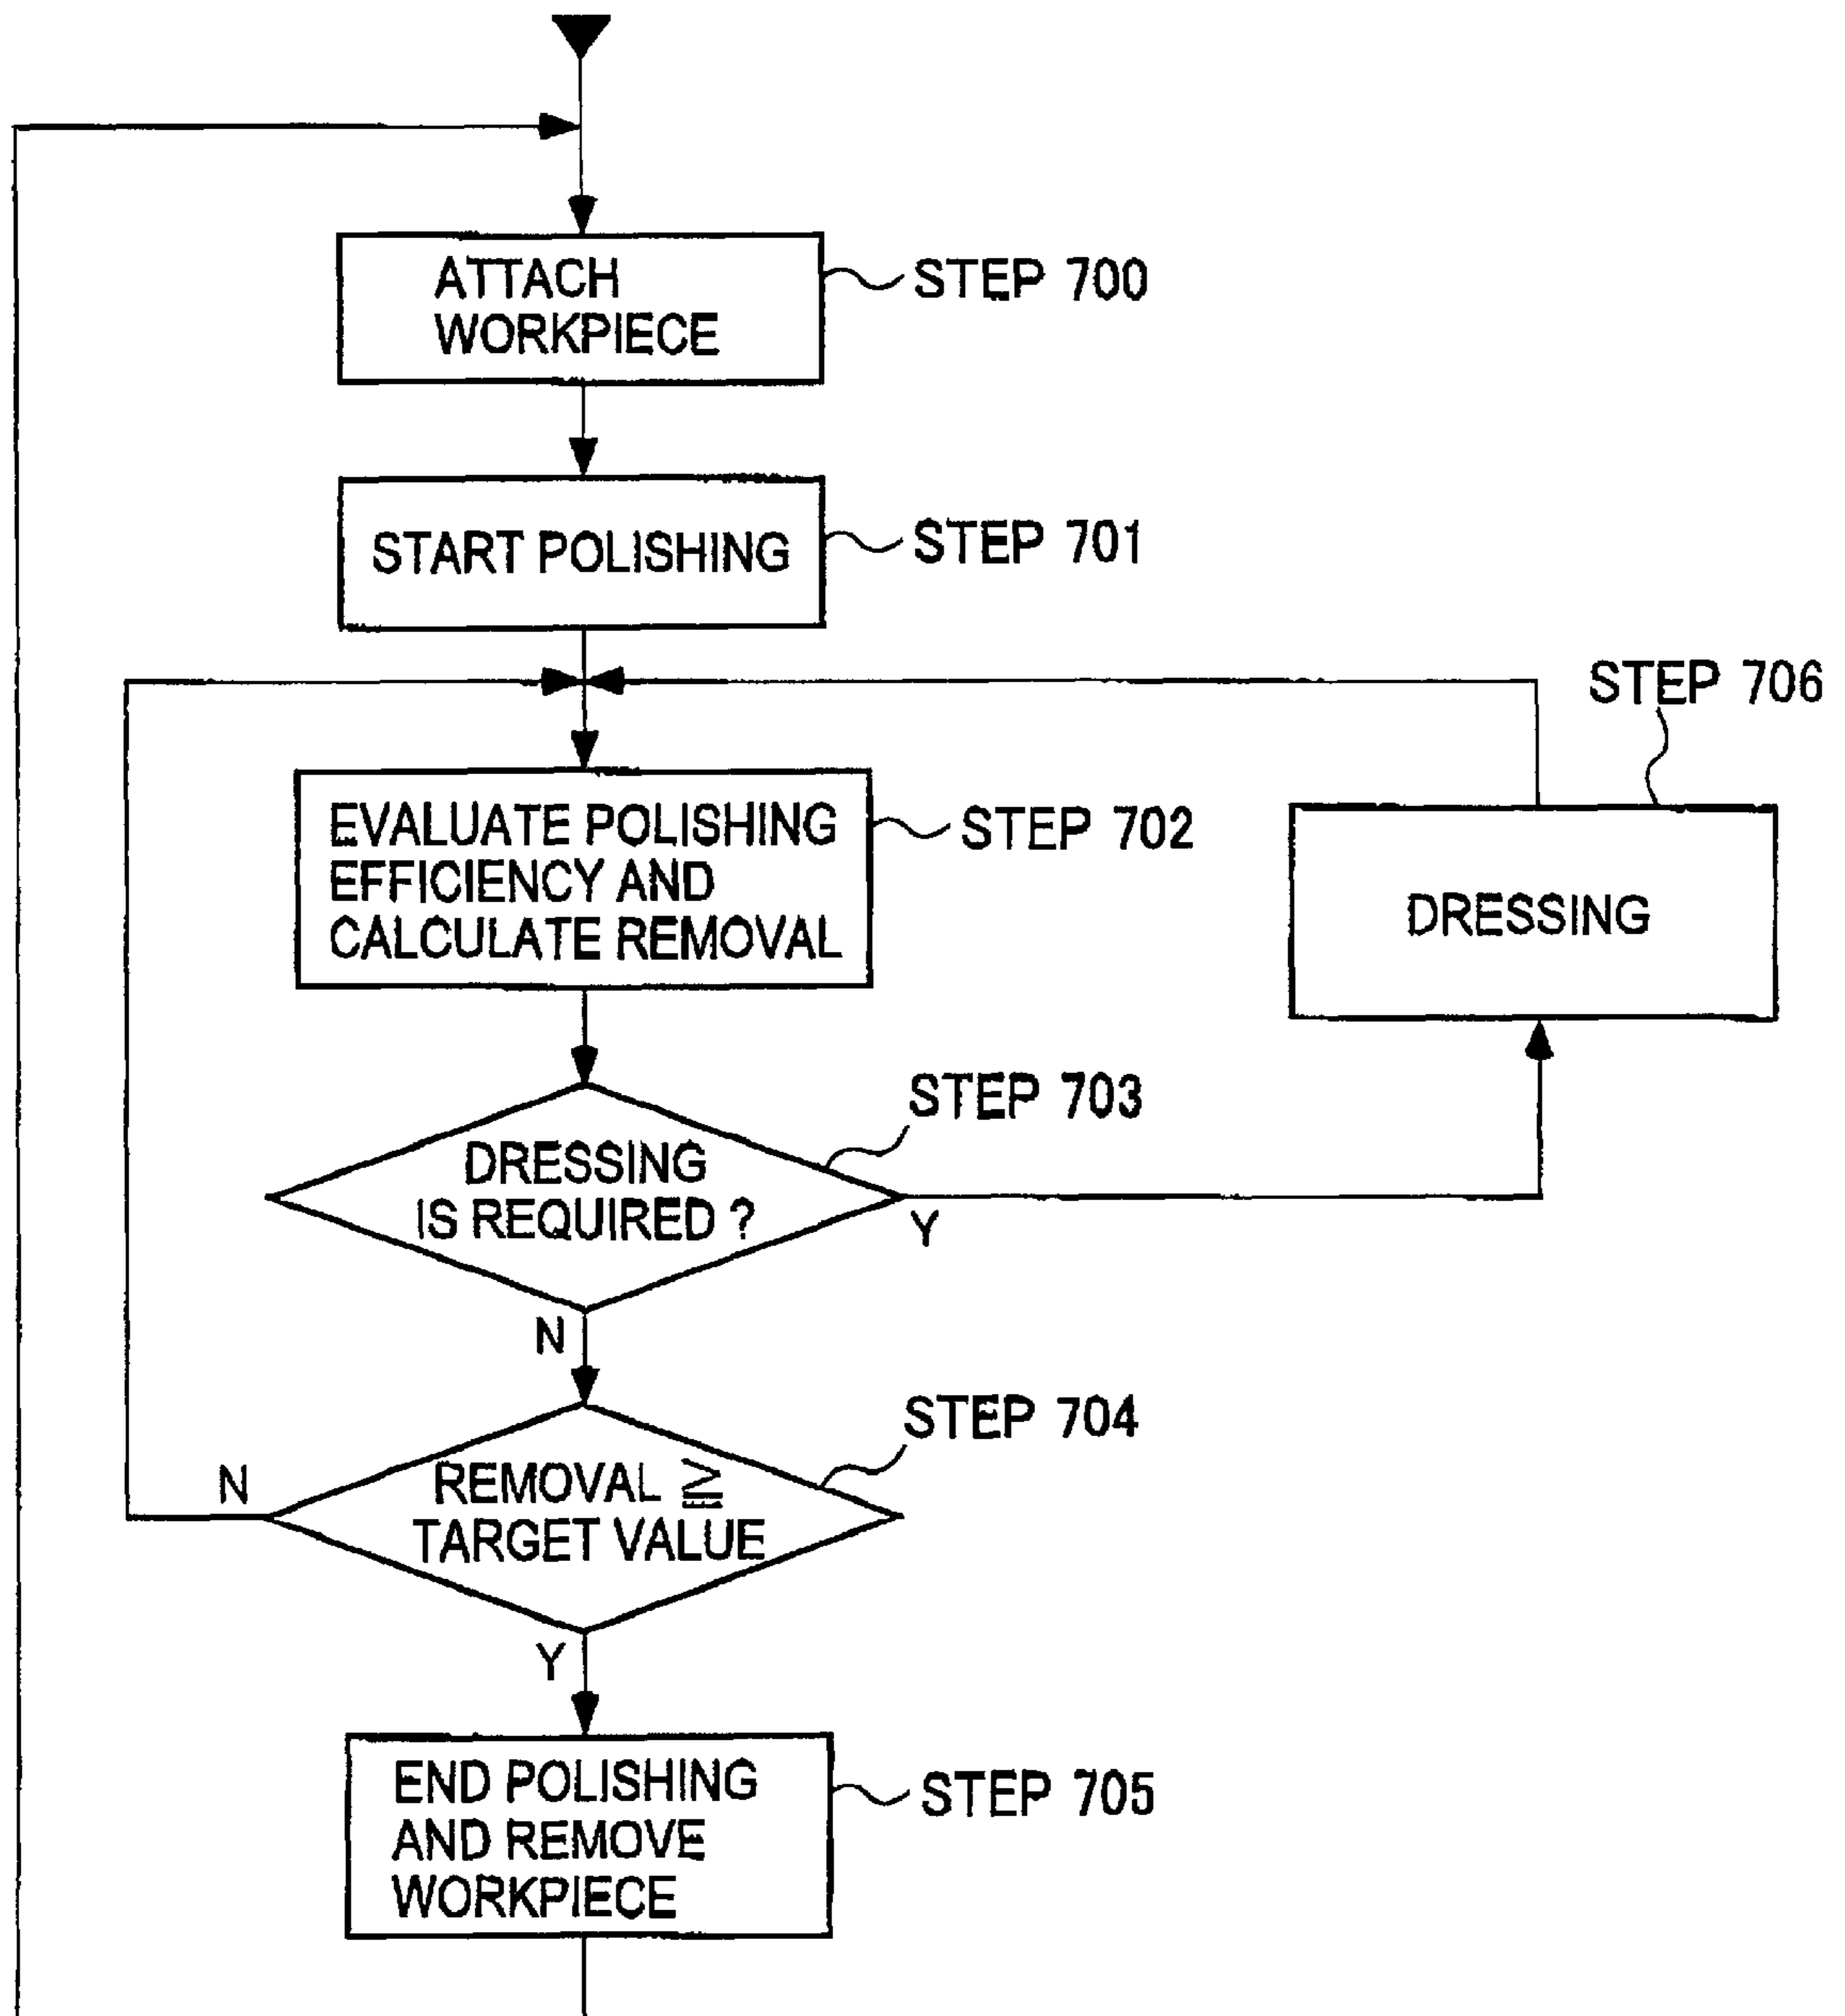 ATTACH
WORKPIECE
STEP 700
START POLISHING
STEP 701
STEP 706
EVALUATE POLISHING
EFFICIENCY AND
CALCULATE REMOVAL
STEP 702
DRESSING
STEP 703
DRESSING
IS REQUIRED ?
Y
N
STEP 704
REMOVAL ≧
TARGET VALUE
N
Y
END POLISHING
AND REMOVE
WORKPIECE
STEP 705